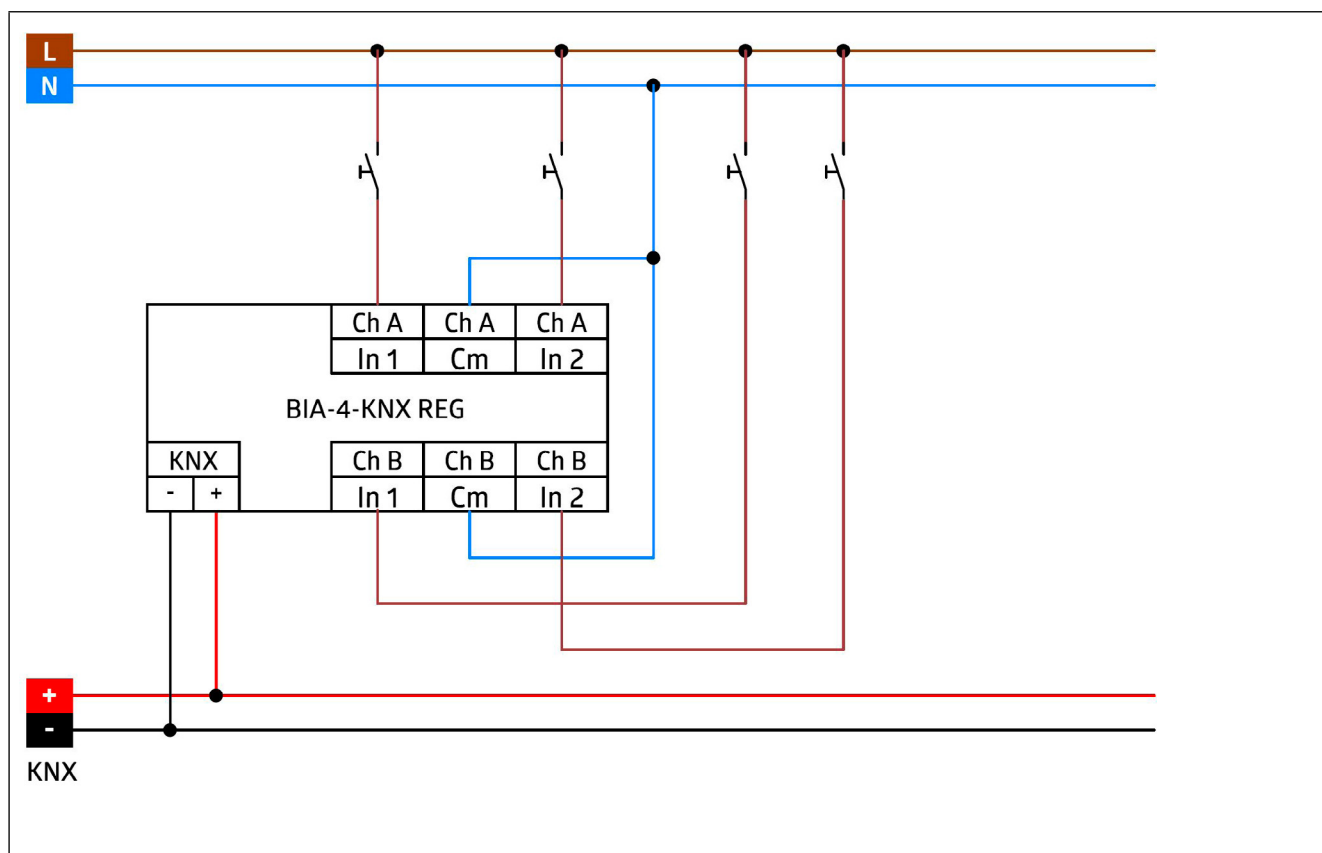 L
N
Ch A Ch A Ch A
In 1 Cm In 2
BIA-4-KNX REG
KNX Ch B Ch B Ch B
- + In 1 Cm In 2
+
-
KNX